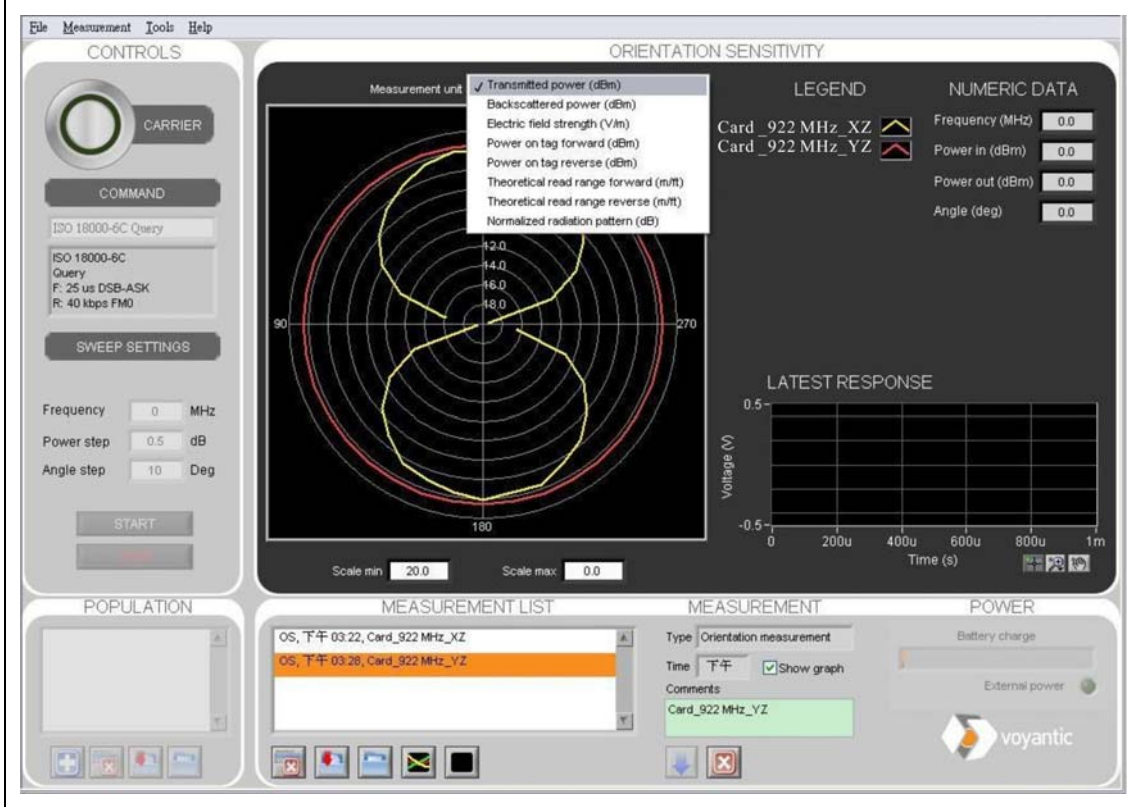 File Measurement Tools Help
CONTROLS
CARRIER
COMMAND
ISO 18000-6C Query
ISO 18000-6C
Query
F: 25 us DSB-ASK
R: 40 kbps FM0
SWEEP SETTINGS
Frequency 0 MHz
Power step 0.5 dB
Angle step 10 Deg
START
ORIENTATION SENSITIVITY
Measurement unit
✓ Transmitted power (dBm)
Backscattered power (dBm)
Electric field strength (V/m)
Power on tag forward (dBm)
Power on tag reverse (dBm)
Theoretical read range forward (m/ft)
Theoretical read range reverse (m/ft)
Normalized radiation pattern (dB)
12.0
14.0
16.0
18.0
90
270
180
Scale min 20.0 Scale max 0.0
LEGEND
Card _922 MHz_XZ
Card _922 MHz_YZ
NUMERIC DATA
Frequency (MHz) 0.0
Power in (dBm) 0.0
Power out (dBm) 0.0
Angle (deg) 0.0
LATEST RESPONSE
Voltage (V)
0.5
-0.5
0 200u 400u 600u 800u 1m
Time (s)
POPULATION
MEASUREMENT LIST
OS, 下午 03:22, Card_922 MHz_XZ
OS, 下午 03:28, Card_922 MHz_YZ
MEASUREMENT
Type Orientation measurement
Time 下午 Show graph
Comments
Card_922 MHz_YZ
POWER
Battery charge
External power
voyantic